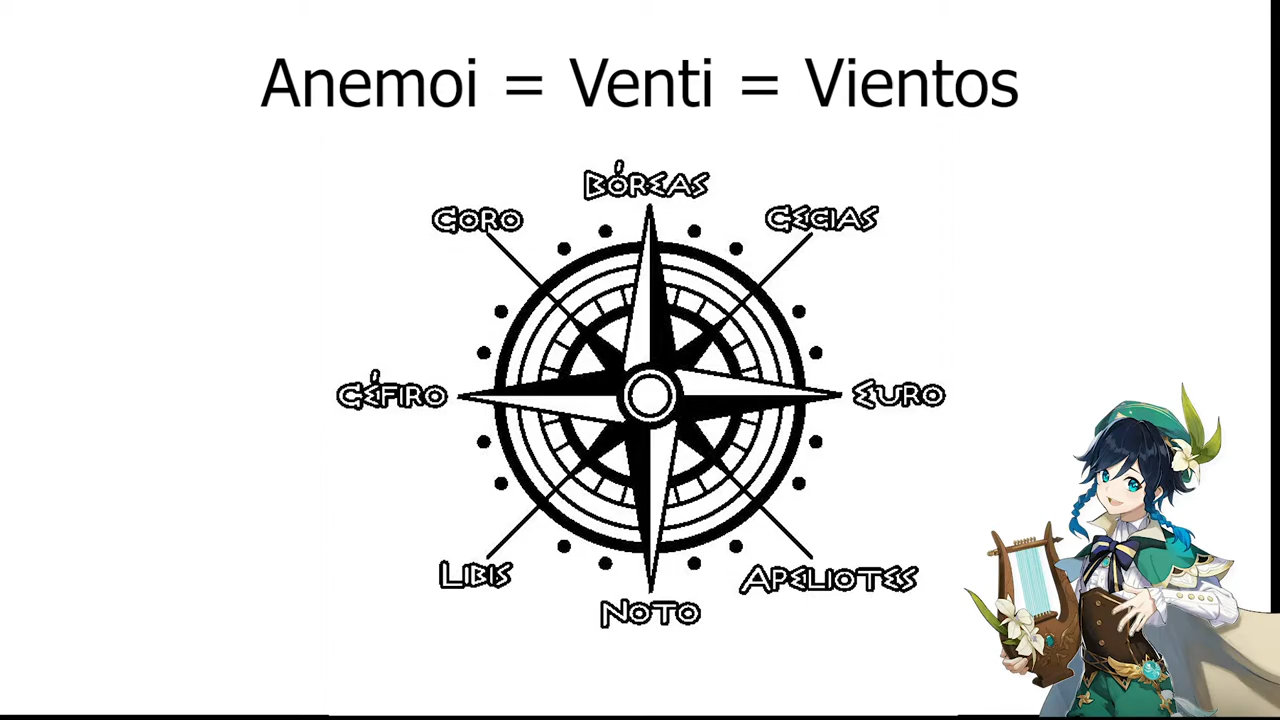 Anemoi = Venti = Vientos
BÓREAS
CORO
CECIAS
CÉFIRO
EURO
LIBIS
APELIOTES
NOTO